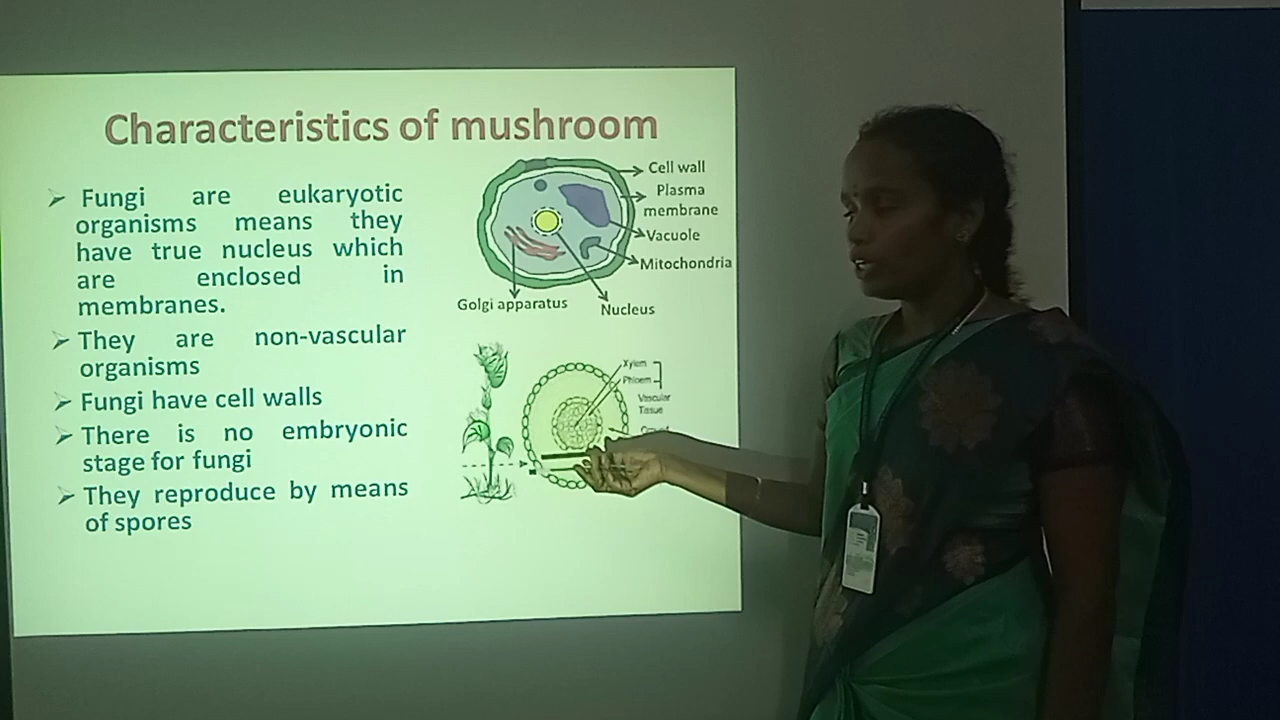 Characteristics of mushroom
Fungi are eukaryotic
organisms means they
have true nucleus which
are enclosed in
membranes.
They are non-vascular
organisms
Fungi have cell walls
There is no embryonic
stage for fungi
They reproduce by means
of spores
Cell wall
Plasma
membrane
Vacuole
Mitochondria
Golgi apparatus
Nucleus
Xylem
Phloem
Vascular
Tissue